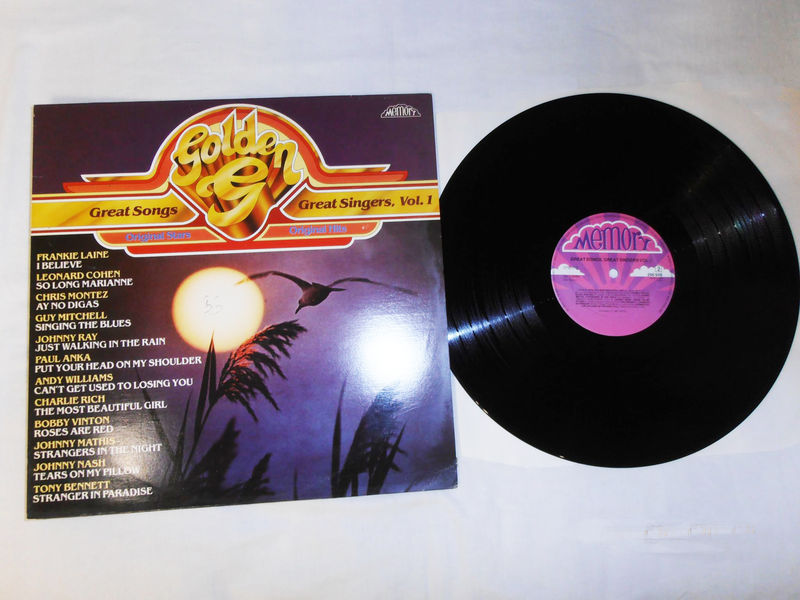 Memory
Golden
G
Great Songs
Great Singers, Vol. 1
Original Stars
Original Hits
FRANKIE LAINE
I BELIEVE
LEONARD COHEN
SO LONG MARIANNE
CHRIS MONTEZ
AY NO DIGAS
GUY MITCHELL
SINGING THE BLUES
JOHNNY RAY
JUST WALKING IN THE RAIN
PAUL ANKA
PUT YOUR HEAD ON MY SHOULDER
ANDY WILLIAMS
CAN'T GET USED TO LOSING YOU
CHARLIE RICH
THE MOST BEAUTIFUL GIRL
BOBBY VINTON
ROSES ARE RED
JOHNNY MATHIS
STRANGERS IN THE NIGHT
JOHNNY NASH
TEARS ON MY PILLOW
TONY BENNETT
STRANGER IN PARADISE
Memory
GREAT SONGS, GREAT SINGERS VOL.
2